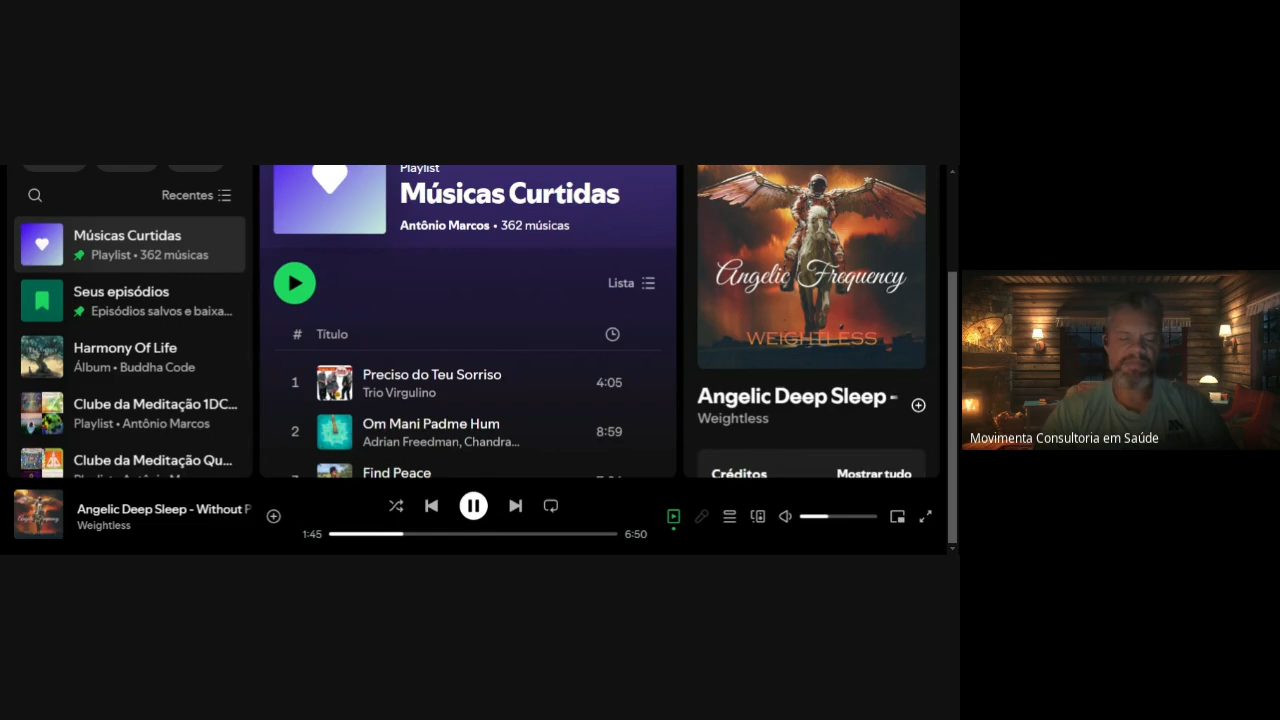 Recentes
Músicas Curtidas
Playlist • 362 músicas
Seus episódios
Episódios salvos e baixa...
Harmony Of Life
Álbum • Buddha Code
Clube da Meditação 1DC...
Playlist • Antônio Marcos
Clube da Meditação Qu...
Playlist
Músicas Curtidas
Antônio Marcos • 362 músicas
Lista
# Título
1 Preciso do Teu Sorriso 4:05
Trio Virgulino
2 Om Mani Padme Hum 8:59
Adrian Freedman, Chandra...
Find Peace
Angelic Frequency
WEIGHTLESS
Angelic Deep Sleep -
Weightless
Créditos Mostrar tudo
Angelic Deep Sleep - Without P
Weightless
1:45 6:50
Movimenta Consultoria em Saúde